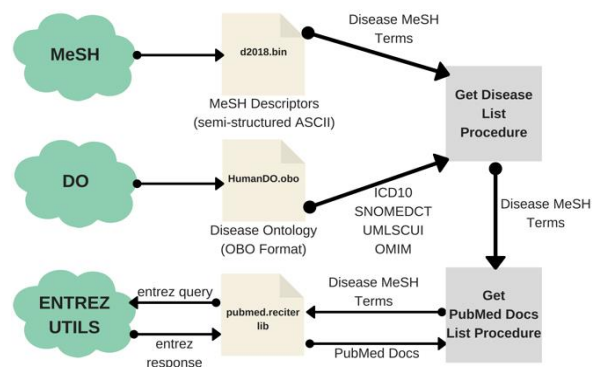 MeSH
d2018.bin
MeSH Descriptors
(semi-structured ASCII)
Disease MeSH
Terms
Get Disease
List
Procedure
DO
HumanDO.obo
Disease Ontology
(OBO Format)
ICD10
SNOMEDCT
UMLSCUI
OMIM
Disease MeSH
Terms
ENTREZ
UTILS
entrez query
entrez
response
pubmed.reciter
lib
Disease MeSH
Terms
PubMed Docs
Get
PubMed Docs
List Procedure